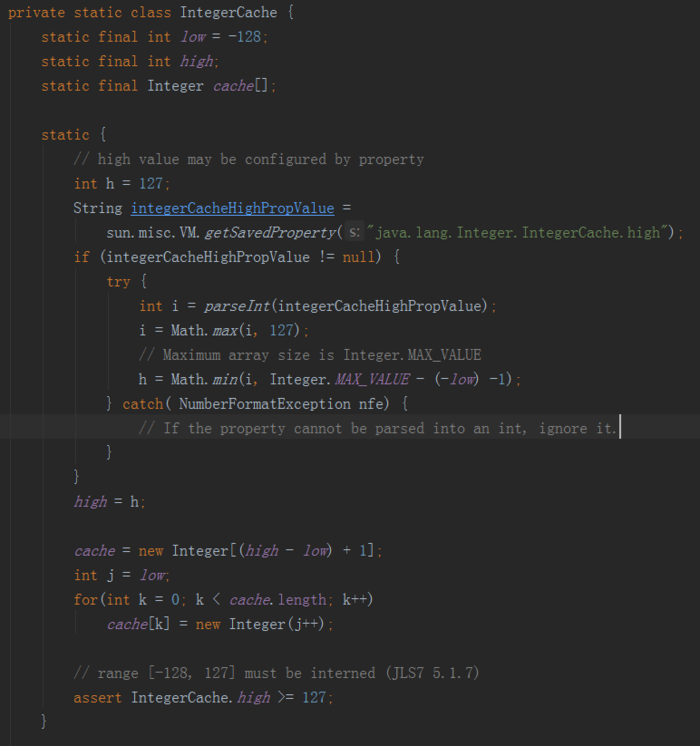 private static class IntegerCache {
    static final int low = -128;
    static final int high;
    static final Integer cache[];

    static {
        // high value may be configured by property
        int h = 127;
        String integerCacheHighPropValue =
            sun.misc.VM.getSavedProperty( s: "java.lang.Integer.IntegerCache.high");
        if (integerCacheHighPropValue != null) {
            try {
                int i = parseInt(integerCacheHighPropValue);
                i = Math.max(i, 127);
                // Maximum array size is Integer.MAX_VALUE
                h = Math.min(i, Integer.MAX_VALUE - (-low) -1);
            } catch( NumberFormatException nfe) {
                // If the property cannot be parsed into an int, ignore it.
            }
        }
        high = h;

        cache = new Integer[(high - low) + 1];
        int j = low;
        for(int k = 0; k < cache.length; k++)
            cache[k] = new Integer(j++);

        // range [-128, 127] must be interned (JLS7 5.1.7)
        assert IntegerCache.high >= 127;
    }